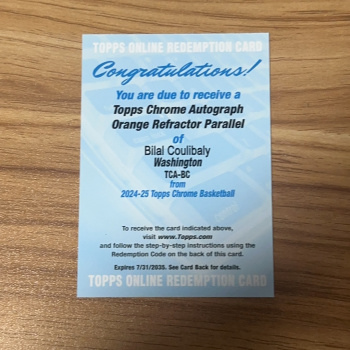 TOPPS ONLINE REDEMPTION CARD
Congratulations!
You are due to receive a
Topps Chrome Autograph
Orange Refractor Parallel
of
Bilal Coulibaly
Washington
TCA-BC
from
2024-25 Topps Chrome Basketball
To receive the card indicated above,
visit www.Topps.com
and follow the step-by-step instructions using the
Redemption Code on the back of this card.
Expires 7/31/2035. See Card Back for details.
TOPPS ONLINE REDEMPTION CARD